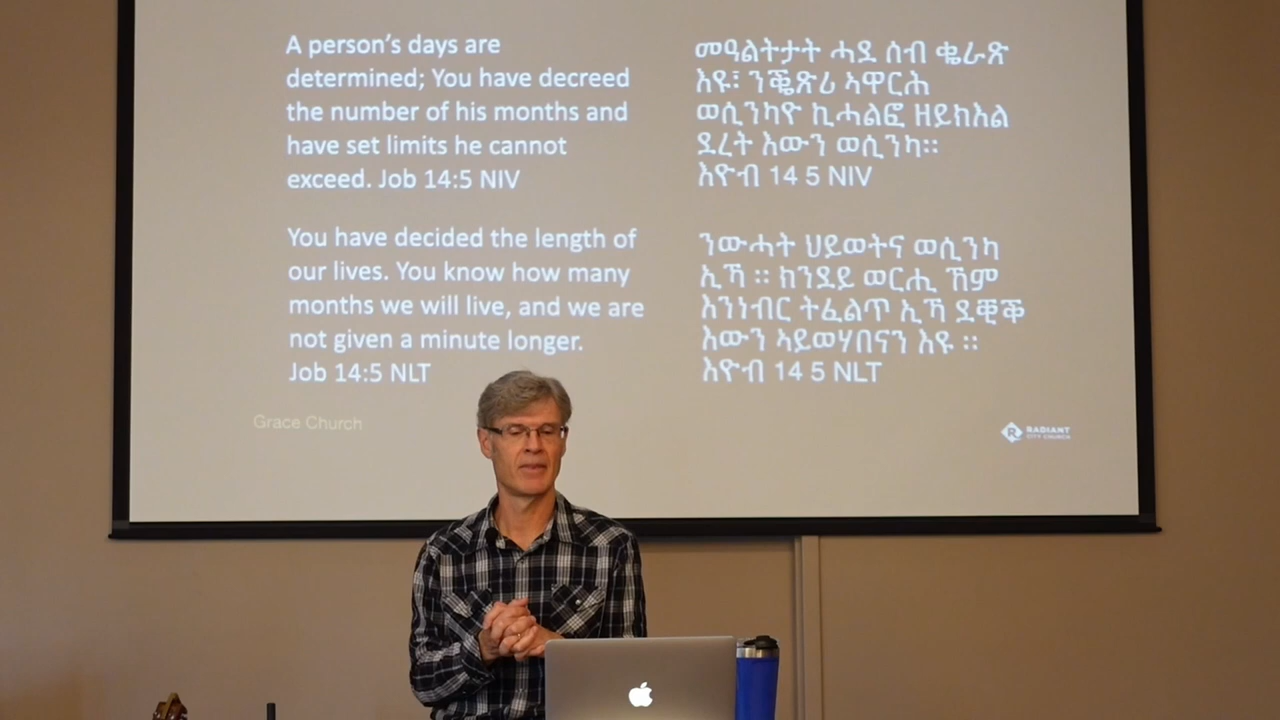 A person's days are
determined; You have decreed
the number of his months and
have set limits he cannot
exceed. Job 14:5 NIV
You have decided the length of
our lives. You know how many
months we will live, and we are
not given a minute longer.
Job 14:5 NLT
መዓልትታት ሓደ ሰብ ቁራጽ
እዩ፣ ንቑጽሪ ኣዋርሕ
ወሲንካዮ ኪሓልፎ ዘይክእል
ደረት እውን ወሲንካ።
እዮብ 14 5 NIV
ንውሓት ህይወትና ወሲንካ
ኢኻ ። ክንደይ ወርሒ ኸም
እንነብር ትፈልጥ ኢኻ ደቒቕ
እውን ኣይወሃበናን እዩ ።
እዮብ 14 5 NLT
Grace Church
RADIANT
CITY CHURCH